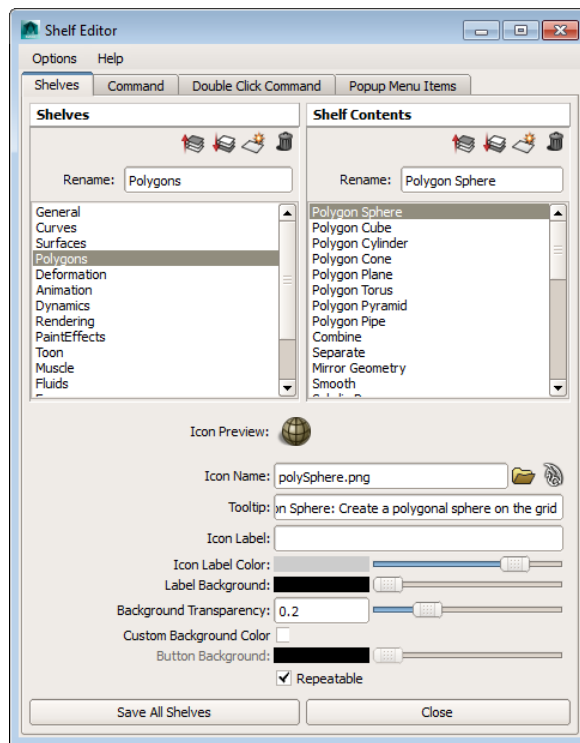 Shelf Editor
Options Help
Shelves Command Double Click Command Popup Menu Items
Shelves
Rename: Polygons
General
Curves
Surfaces
Polygons
Deformation
Animation
Dynamics
Rendering
PaintEffects
Toon
Muscle
Fluids
Shelf Contents
Rename: Polygon Sphere
Polygon Sphere
Polygon Cube
Polygon Cylinder
Polygon Cone
Polygon Plane
Polygon Torus
Polygon Pyramid
Polygon Pipe
Combine
Separate
Mirror Geometry
Smooth
Icon Preview:
Icon Name: polySphere.png
Tooltip: on Sphere: Create a polygonal sphere on the grid
Icon Label:
Icon Label Color:
Label Background:
Background Transparency: 0.2
Custom Background Color
Button Background:
Repeatable
Save All Shelves Close